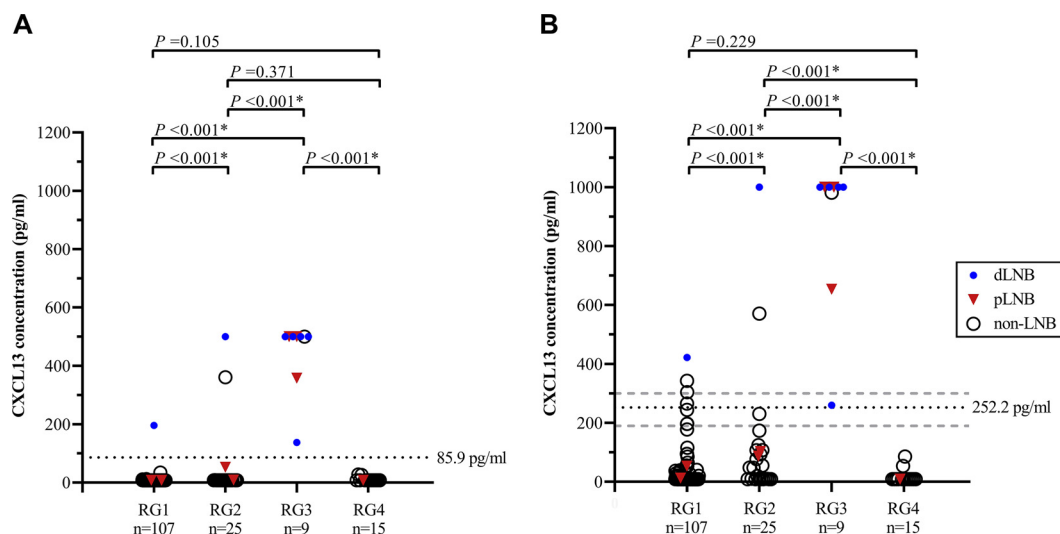 A
P =0.105
P =0.371
P <0.001*
P <0.001*
P <0.001*
P <0.001*
CXCL13 concentration (pg/ml)
1200
1000
800
600
400
200
0
85.9 pg/ml
RG1
n=107
RG2
n=25
RG3
n=9
RG4
n=15
B
P =0.229
P <0.001*
P <0.001*
P <0.001*
P <0.001*
P <0.001*
CXCL13 concentration (pg/ml)
1200
1000
800
600
400
200
0
252.2 pg/ml
RG1
n=107
RG2
n=25
RG3
n=9
RG4
n=15
dLNB
pLNB
non-LNB